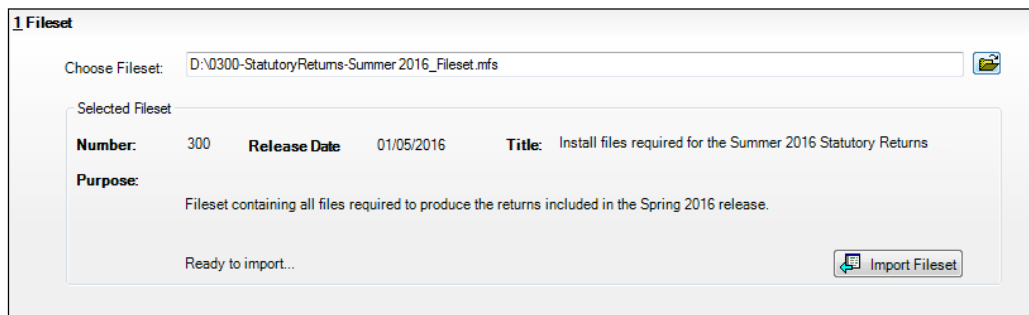 1 Fileset
Choose Fileset: D:\0300-StatutoryReturns-Summer 2016_Fileset.mfs
Selected Fileset
Number: 300 Release Date 01/05/2016 Title: Install files required for the Summer 2016 Statutory Returns
Purpose:
Fileset containing all files required to produce the returns included in the Spring 2016 release.
Ready to import... Import Fileset